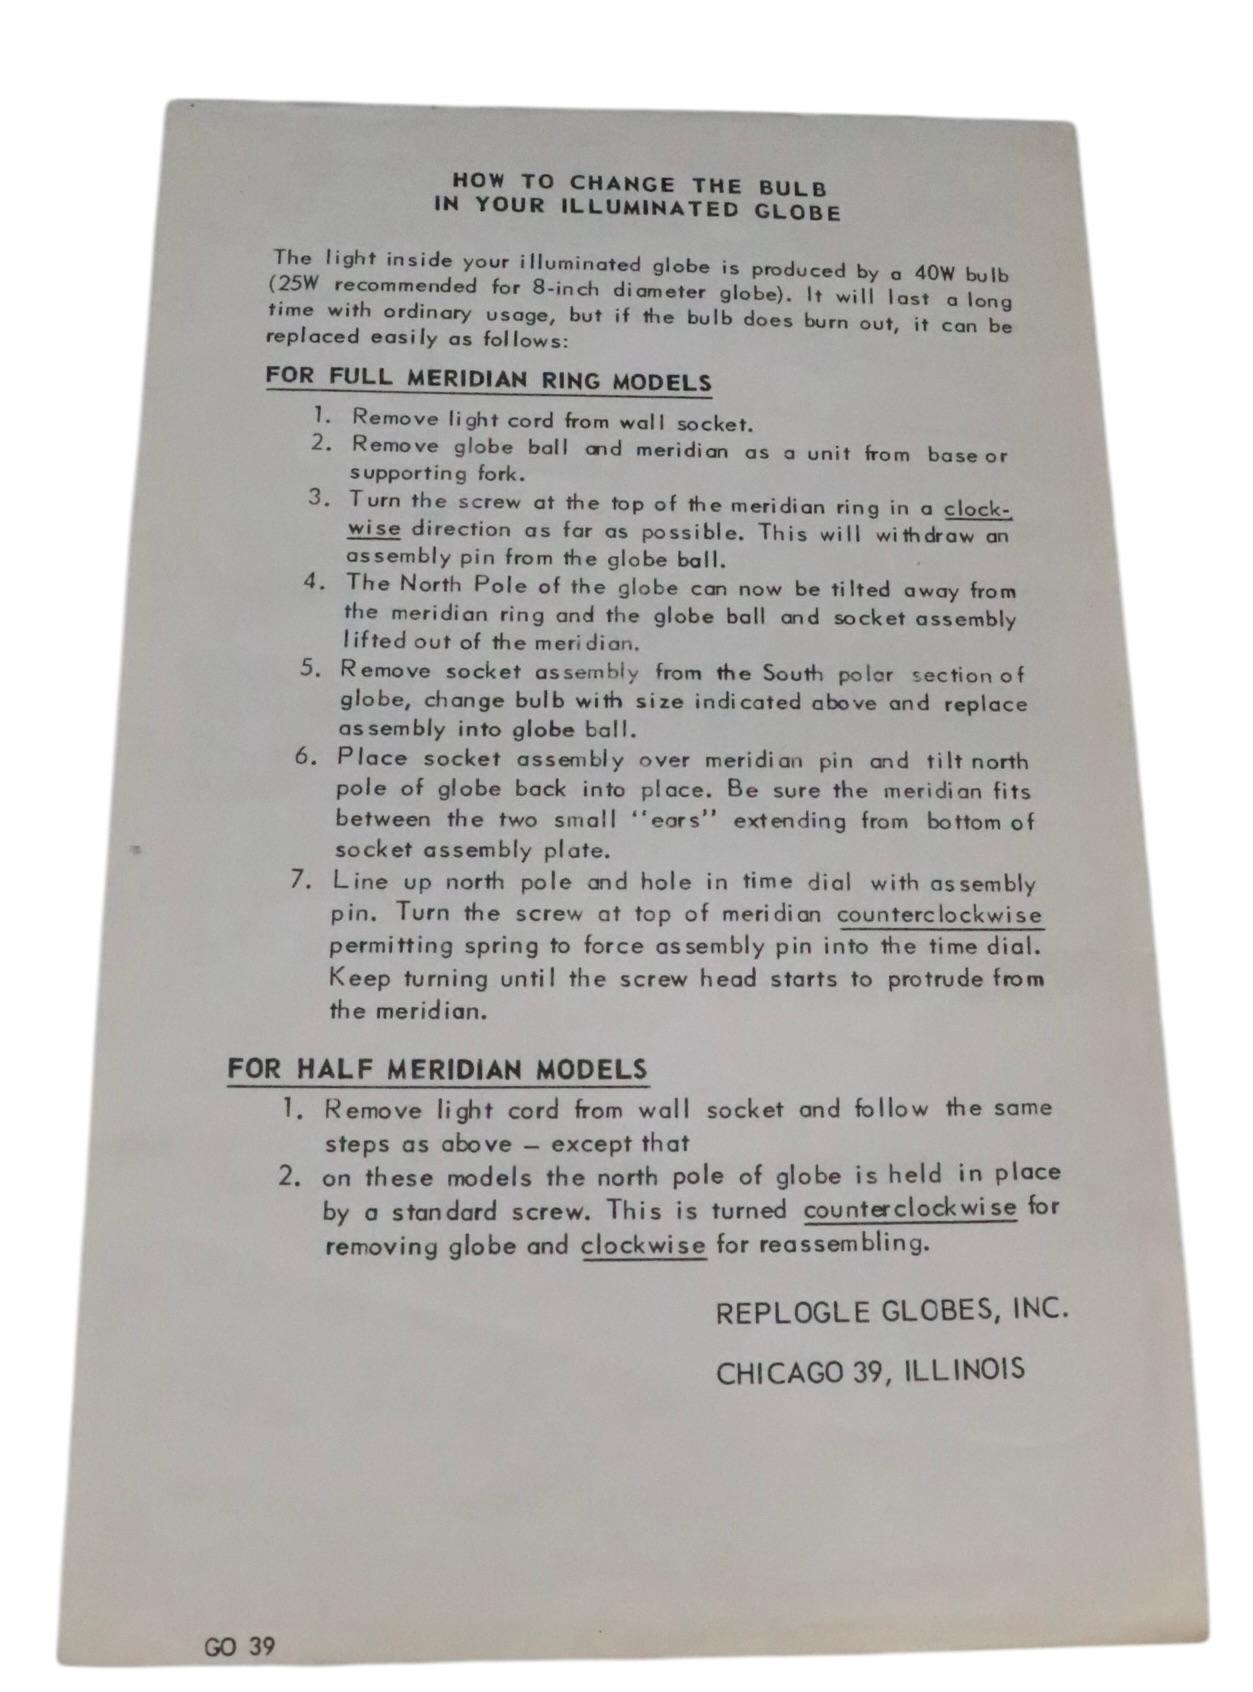 HOW TO CHANGE THE BULB
IN YOUR ILLUMINATED GLOBE
The light inside your illuminated globe is produced by a 40W bulb
(25W recommended for 8-inch diameter globe). It will last a long
time with ordinary usage, but if the bulb does burn out, it can be
replaced easily as follows:
FOR FULL MERIDIAN RING MODELS
1. Remove light cord from wall socket.
2. Remove globe ball and meridian as a unit from base or
supporting fork.
3. Turn the screw at the top of the meridian ring in a clock-
wise direction as far as possible. This will withdraw an
assembly pin from the globe ball.
4. The North Pole of the globe can now be tilted away from
the meridian ring and the globe ball and socket assembly
lifted out of the meridian.
5. Remove socket assembly from the South polar section of
globe, change bulb with size indicated above and replace
assembly into globe ball.
6. Place socket assembly over meridian pin and tilt north
pole of globe back into place. Be sure the meridian fits
between the two small "ears" extending from bottom of
socket assembly plate.
7. Line up north pole and hole in time dial with assembly
pin. Turn the screw at top of meridian counterclockwise
permitting spring to force assembly pin into the time dial.
Keep turning until the screw head starts to protrude from
the meridian.
FOR HALF MERIDIAN MODELS
1. Remove light cord from wall socket and follow the same
steps as above – except that
2. on these models the north pole of globe is held in place
by a standard screw. This is turned counterclockwise for
removing globe and clockwise for reassembling.
REPLOGLE GLOBES, INC.
CHICAGO 39, ILLINOIS
GO 39